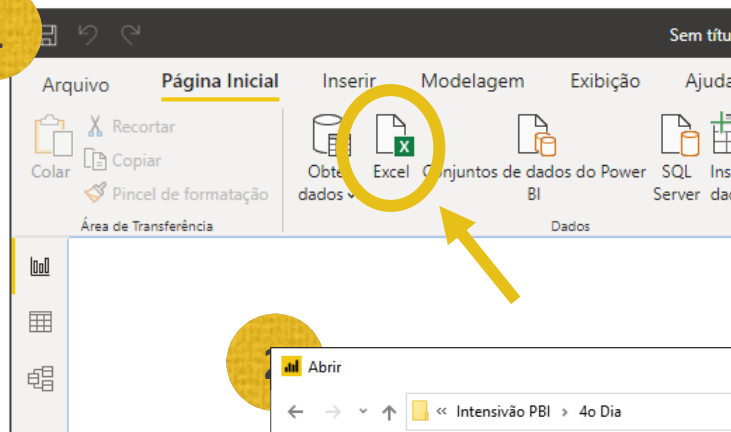 Sem títu
Arquivo Página Inicial Inserir Modelagem Exibição Ajuda
Colar
Recortar
Copiar
Pincel de formatação
Área de Transferência
dados
Excel
Conjuntos de dados do Power
BI
SQL
Server
Dados
Abrir
« Intensivão PBI > 4o Dia